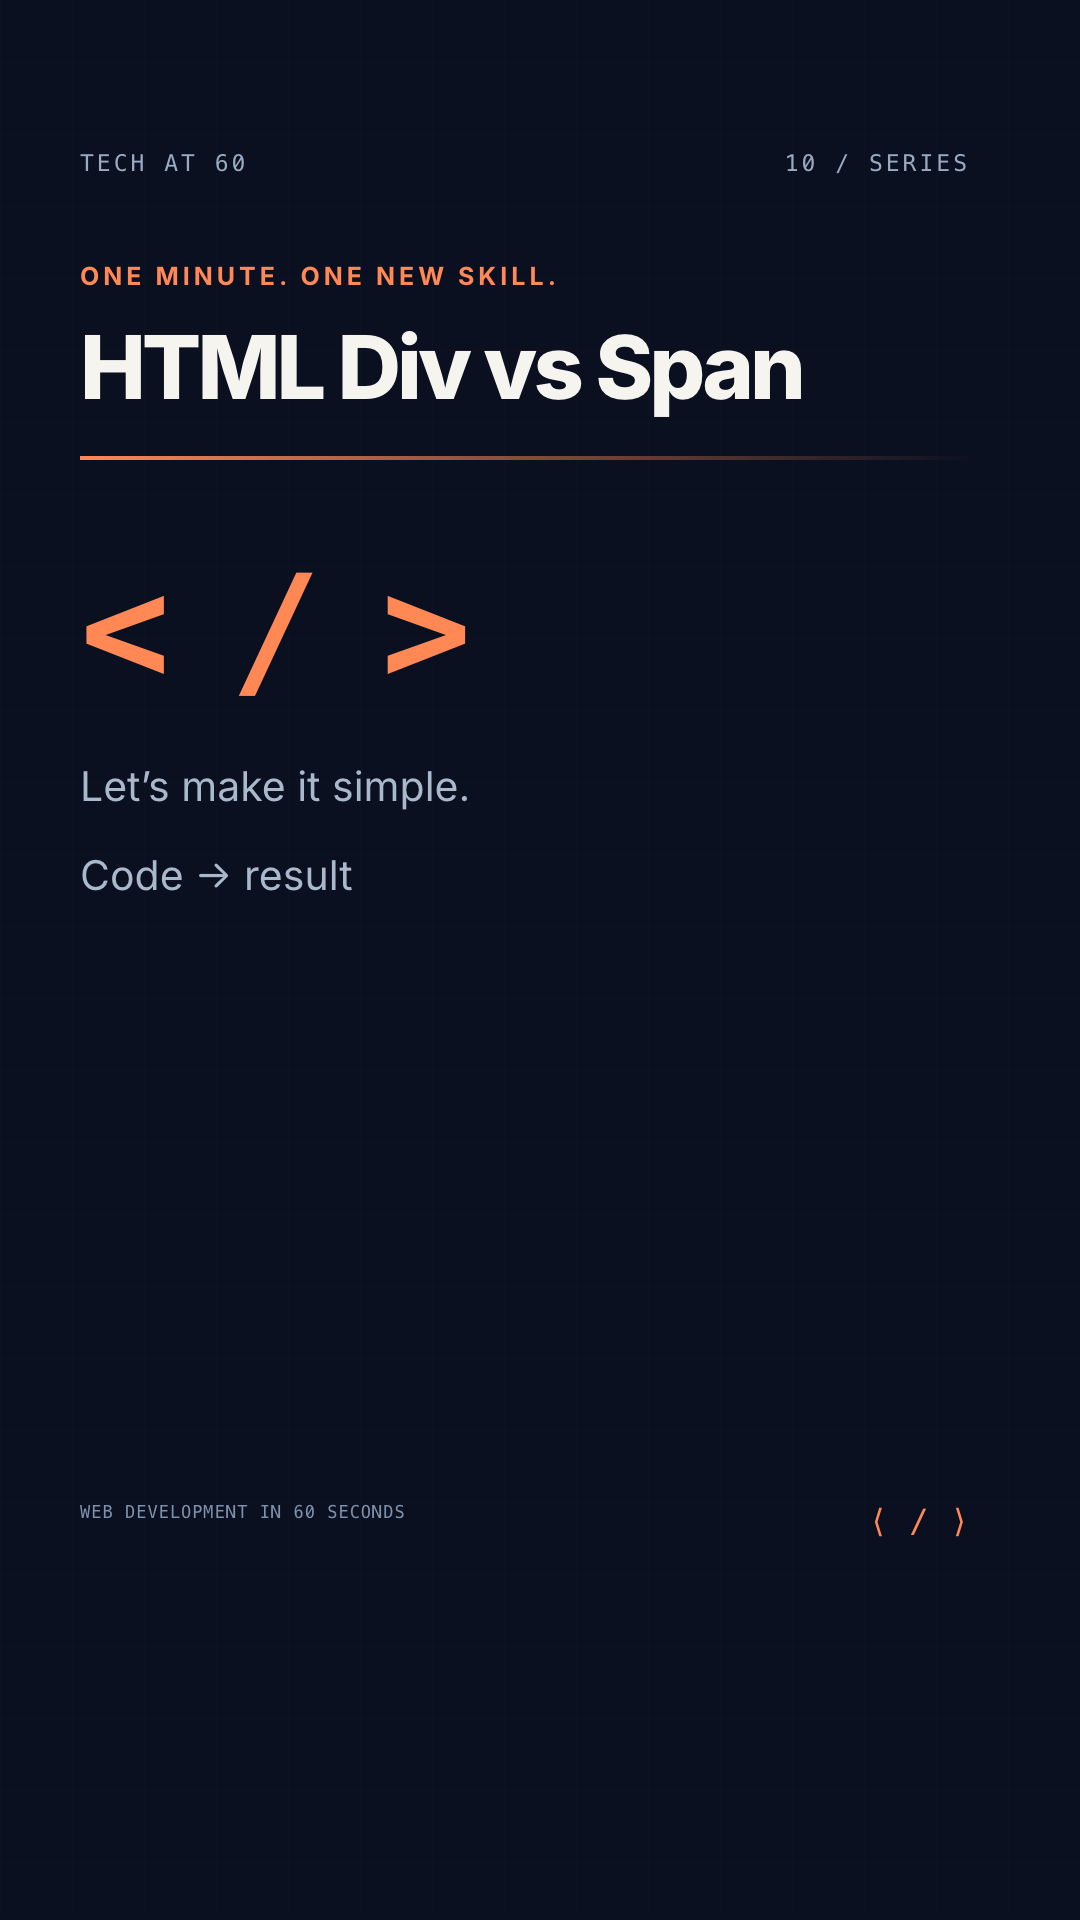 TECH AT 60
10 / SERIES
ONE MINUTE. ONE NEW SKILL.
HTML Div vs Span
< / >
Let’s make it simple.
Code → result
WEB DEVELOPMENT IN 60 SECONDS
⟨ / ⟩